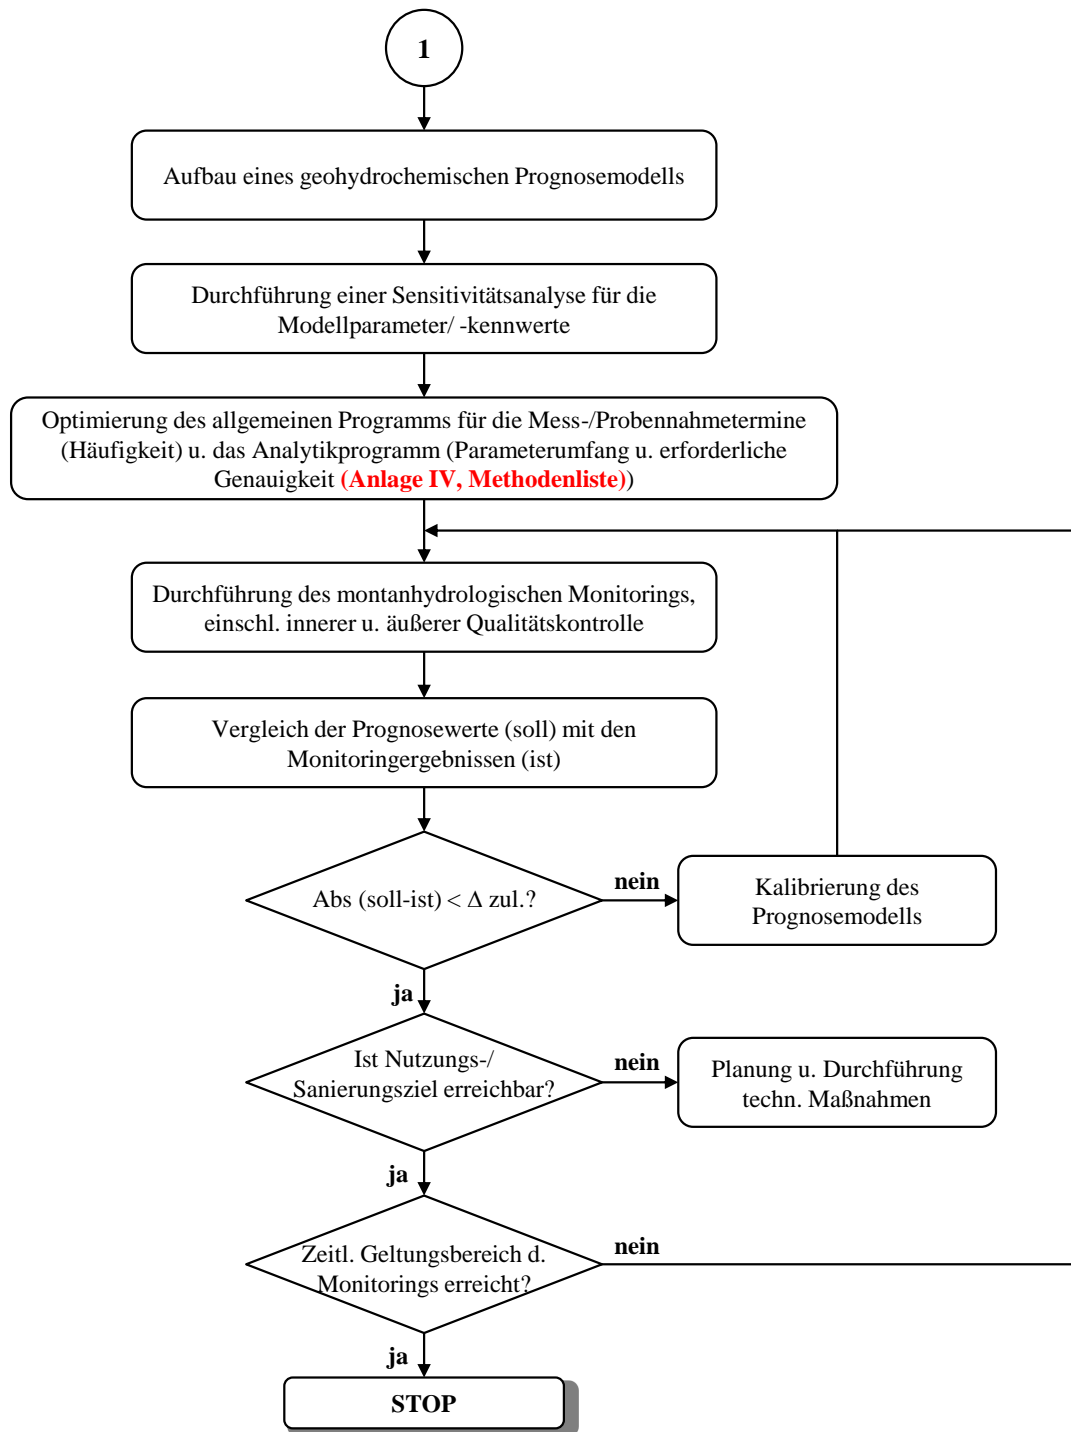 1
Aufbau eines geohydrochemischen Prognosemodells
Durchführung einer Sensitivitätsanalyse für die
Modellparameter/ -kennwerte
Optimierung des allgemeinen Programms für die Mess-/Probennahmetermine
(Häufigkeit) u. das Analytikprogramm (Parameterumfang u. erforderliche
Genauigkeit (Anlage IV, Methodenliste))
Durchführung des montanhydrologischen Monitorings,
einschl. innerer u. äußerer Qualitätskontrolle
Vergleich der Prognosewerte (soll) mit den
Monitoringergebnissen (ist)
Abs (soll-ist) < Δ zul.?
nein
Kalibrierung des
Prognosemodells
ja
Ist Nutzungs-/
Sanierungsziel erreichbar?
nein
Planung u. Durchführung
techn. Maßnahmen
ja
Zeitl. Geltungsbereich d.
Monitorings erreicht?
nein
ja
STOP